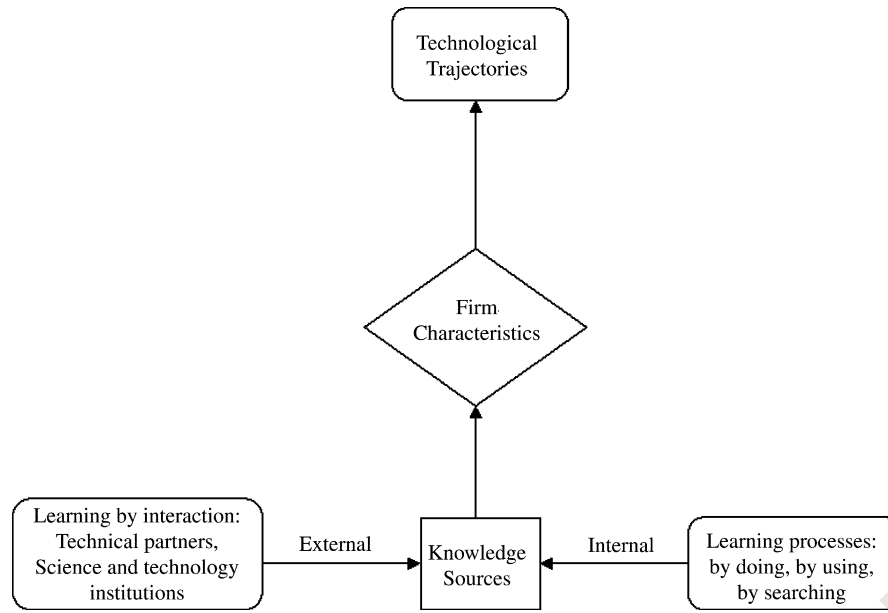 Technological
Trajectories
Firm
Characteristics
Learning by interaction:
Technical partners,
Science and technology
institutions
External
Knowledge
Sources
Internal
Learning processes:
by doing, by using,
by searching